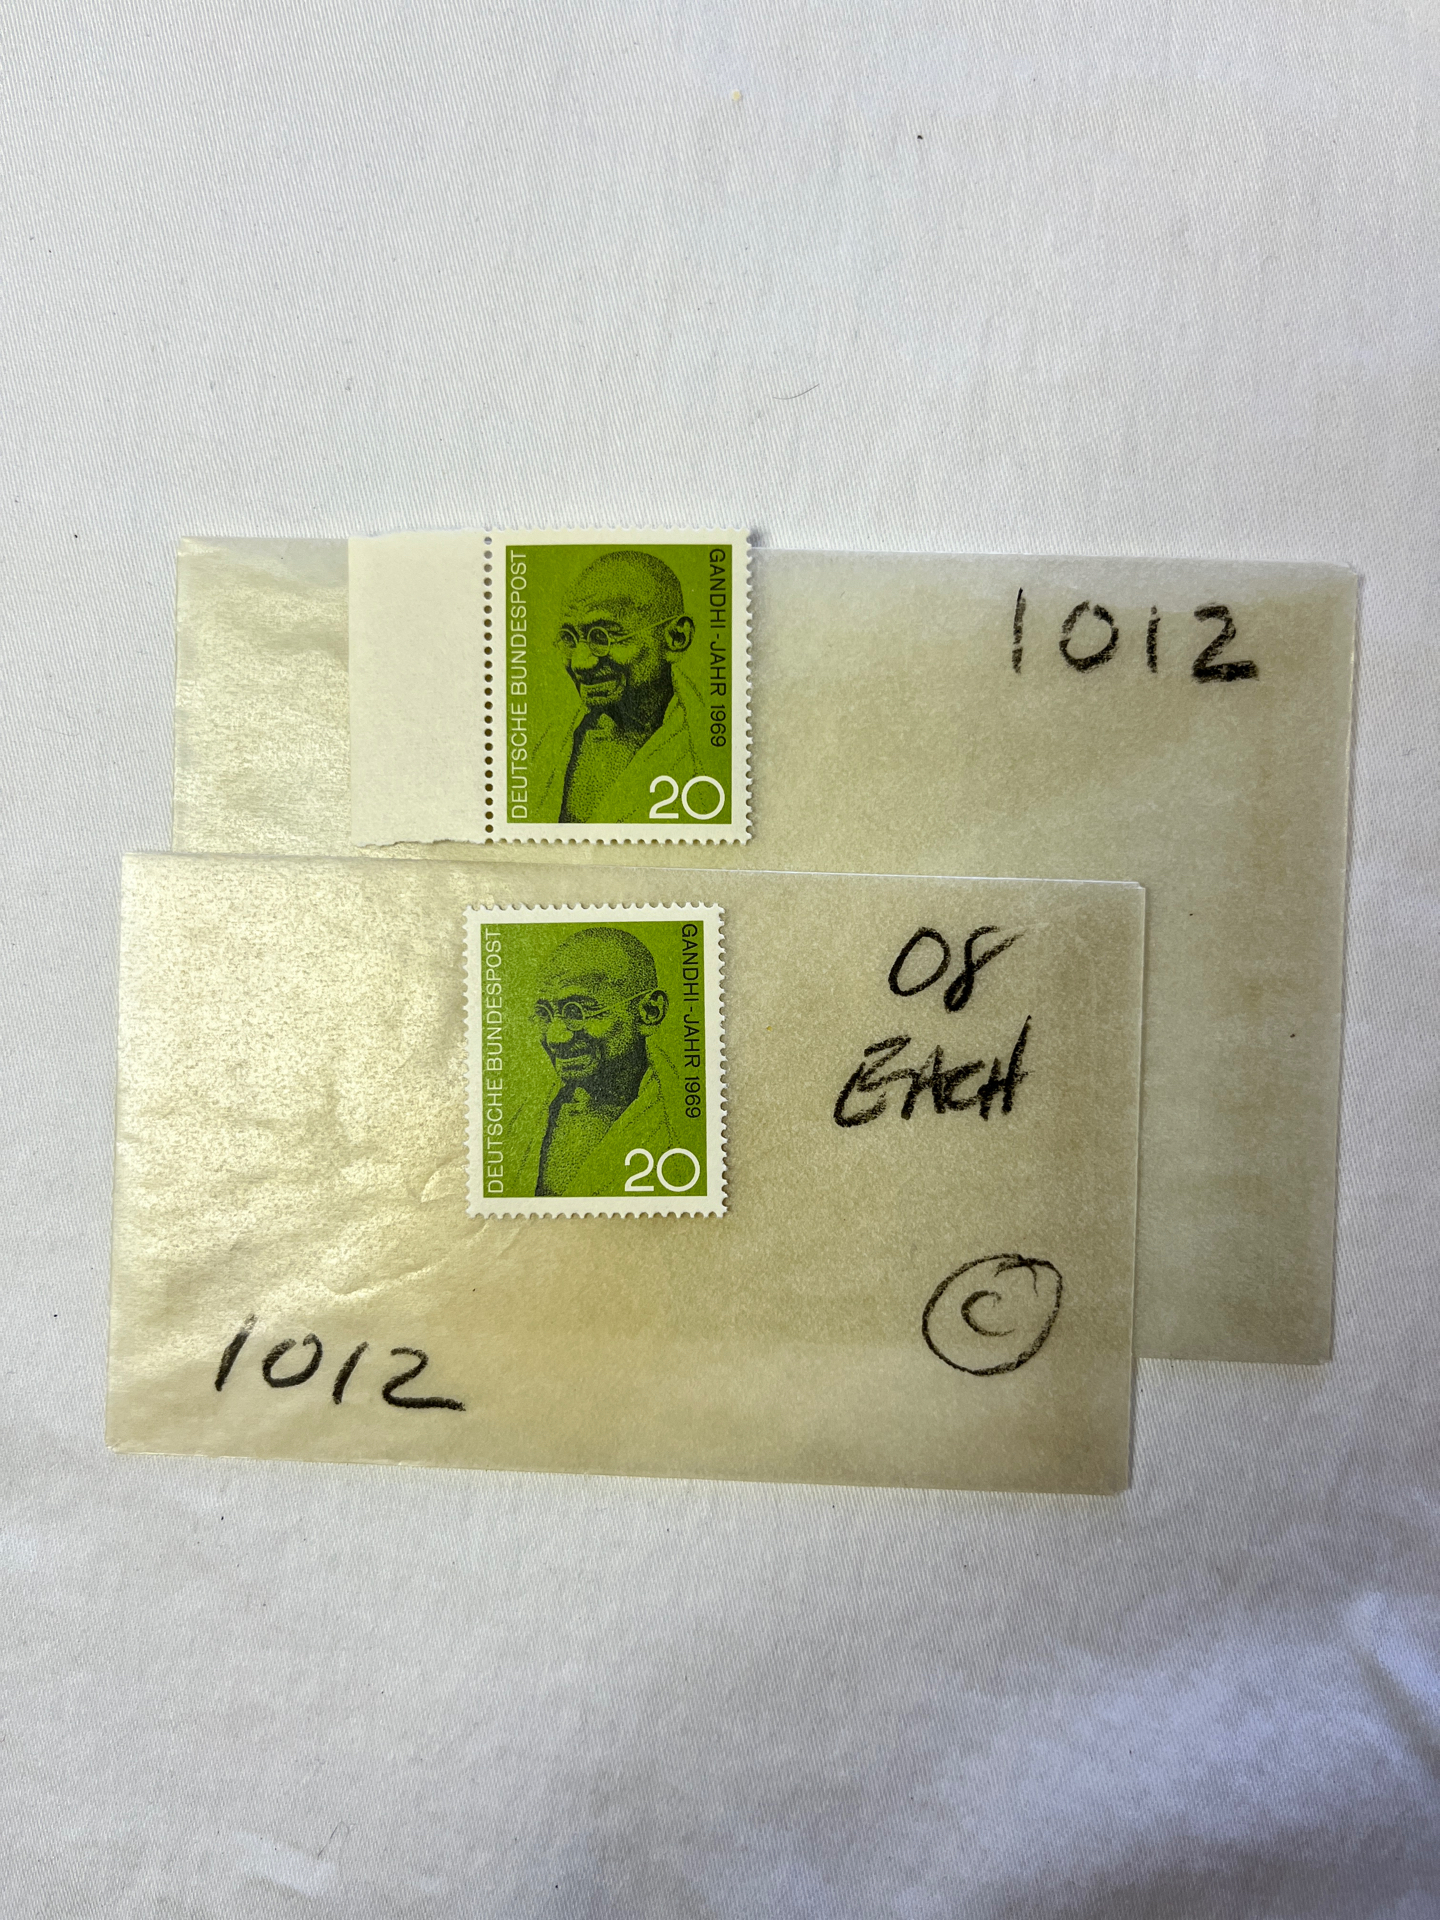 DEUTSCHE BUNDESPOST
GANDHI-JAHR 1969
20
1012
DEUTSCHE BUNDESPOST
GANDHI-JAHR 1969
20
08
EACH
C
1012